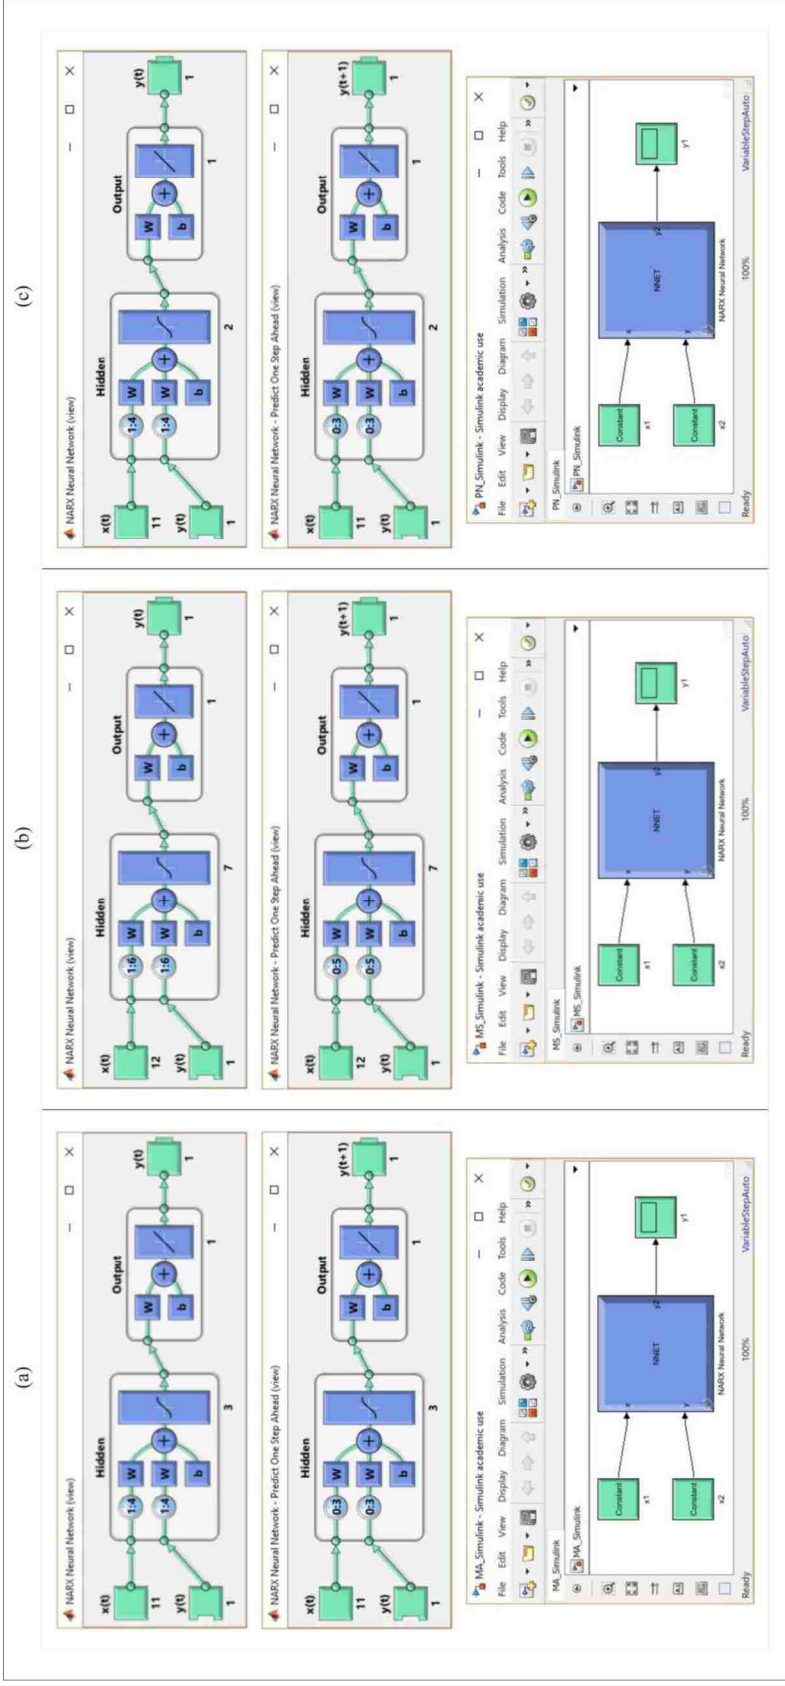 (a)
NARX Neural Network (view)
Hidden
Output
x(t)
1:4
W
W
y(t)
11
1:4
W
+
+
y(t)
b
b
1
3
1
1
NARX Neural Network - Predict One Step Ahead (view)
Hidden
Output
x(t)
0:3
W
W
y(t+1)
11
0:3
W
+
+
y(t)
b
b
1
3
1
1
MA_Simulink - Simulink academic use
File Edit View Display Diagram Simulation Analysis Code Tools Help
MA_Simulink
MA_Simulink
Constant
x
x1
NNET
y2
y1
Constant
y
x2
NARX Neural Network
Ready
100%
VariableStepAuto
(b)
NARX Neural Network (view)
Hidden
Output
x(t)
1:6
W
W
y(t)
12
1:6
W
+
+
y(t)
b
b
1
7
1
1
NARX Neural Network - Predict One Step Ahead (view)
Hidden
Output
x(t)
0:5
W
W
y(t+1)
12
0:5
W
+
+
y(t)
b
b
1
7
1
1
MS_Simulink - Simulink academic use
File Edit View Display Diagram Simulation Analysis Code Tools Help
MS_Simulink
MS_Simulink
Constant
x
x1
NNET
y2
y1
Constant
y
x2
NARX Neural Network
Ready
100%
VariableStepAuto
(c)
NARX Neural Network (view)
Hidden
Output
x(t)
1:4
W
W
y(t)
11
1:4
W
+
+
y(t)
b
b
1
2
1
1
NARX Neural Network - Predict One Step Ahead (view)
Hidden
Output
x(t)
0:3
W
W
y(t+1)
11
0:3
W
+
+
y(t)
b
b
1
2
1
1
PN_Simulink - Simulink academic use
File Edit View Display Diagram Simulation Analysis Code Tools Help
PN_Simulink
PN_Simulink
Constant
x
x1
NNET
y2
y1
Constant
y
x2
NARX Neural Network
Ready
100%
VariableStepAuto